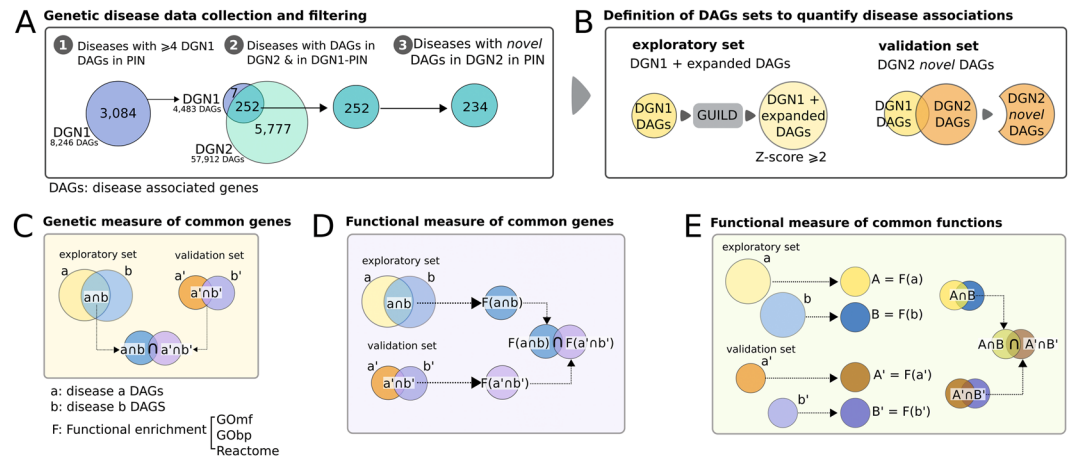 A Genetic disease data collection and filtering
1 Diseases with ⩾4 DGN1
DAGs in PIN
2 Diseases with DAGs in
DGN2 & in DGN1-PIN
3 Diseases with novel
DAGs in DGN2 in PIN
3,084
DGN1
8,246 DAGs
DGN1
4,483 DAGs
7
252
5,777
DGN2
57,912 DAGs
252
234
DAGs: disease associated genes
B Definition of DAGs sets to quantify disease associations
exploratory set
DGN1 + expanded DAGs
DGN1
DAGs
GUILD
DGN1 +
expanded
DAGs
Z-score ⩾2
validation set
DGN2 novel DAGs
DGN1
DAGs
DGN2
DAGs
DGN2
novel
DAGs
C Genetic measure of common genes
exploratory set
a
b
a∩b
validation set
a'
b'
a'∩b'
a∩b ∩ a'∩b'
a: disease a DAGs
b: disease b DAGS
F: Functional enrichment
GOmf
GObp
Reactome
D Functional measure of common genes
exploratory set
a
b
a∩b
F(a∩b)
F(a∩b) ∩ F(a'∩b')
validation set
a'
b'
a'∩b'
F(a'∩b')
E Functional measure of common functions
exploratory set
a
A = F(a)
b
B = F(b)
A∩B
A∩B ∩ A'∩B'
validation set
a'
A' = F(a')
b'
B' = F(b')
A'∩B'